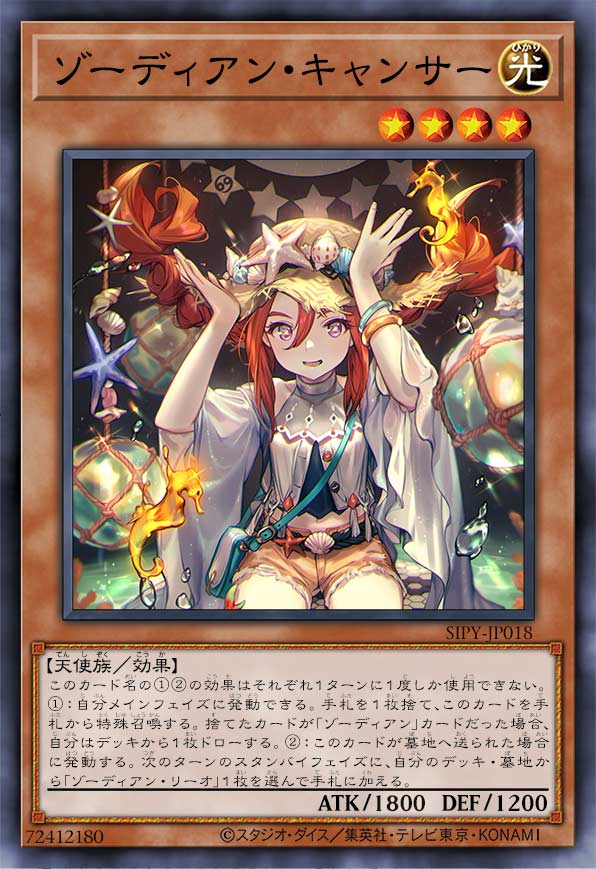 ゾーディアン・キャンサー
光
SIPY-JP018
【天使族/効果】
このカード名の①②の効果はそれぞれ1ターンに1度しか使用できない。
①:自分メインフェイズに発動できる。手札を1枚捨て、このカードを手
札から特殊召喚する。捨てたカードが「ゾーディアン」カードだった場合、
自分はデッキから1枚ドローする。②:このカードが墓地へ送られた場合
に発動する。次のターンのスタンバイフェイズに、自分のデッキ・墓地か
ら「ゾーディアン・リーオ」1枚を選んで手札に加える。
ATK/1800 DEF/1200
72412180 ©スタジオ・ダイス/集英社・テレビ東京・KONAMI